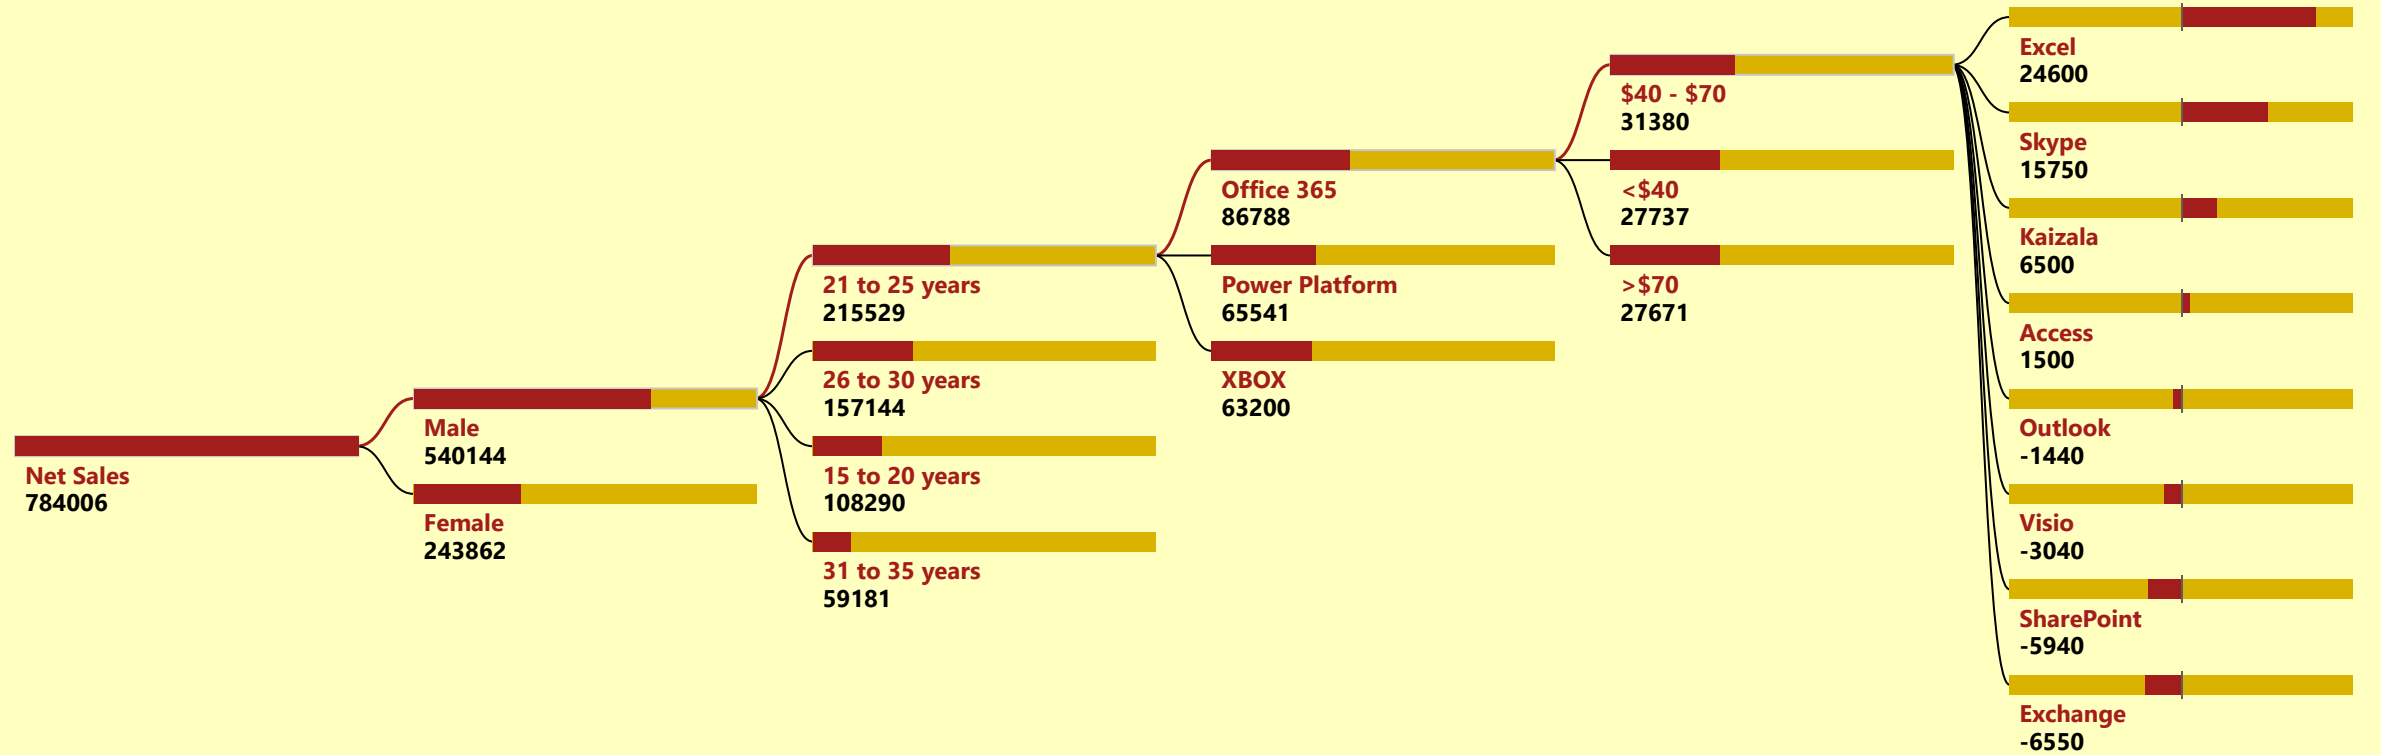 Net Sales
784006
Male
540144
Female
243862
21 to 25 years
215529
26 to 30 years
157144
15 to 20 years
108290
31 to 35 years
59181
Office 365
86788
Power Platform
65541
XBOX
63200
$40 - $70
31380
<$40
27737
>$70
27671
Excel
24600
Skype
15750
Kaizala
6500
Access
1500
Outlook
-1440
Visio
-3040
SharePoint
-5940
Exchange
-6550